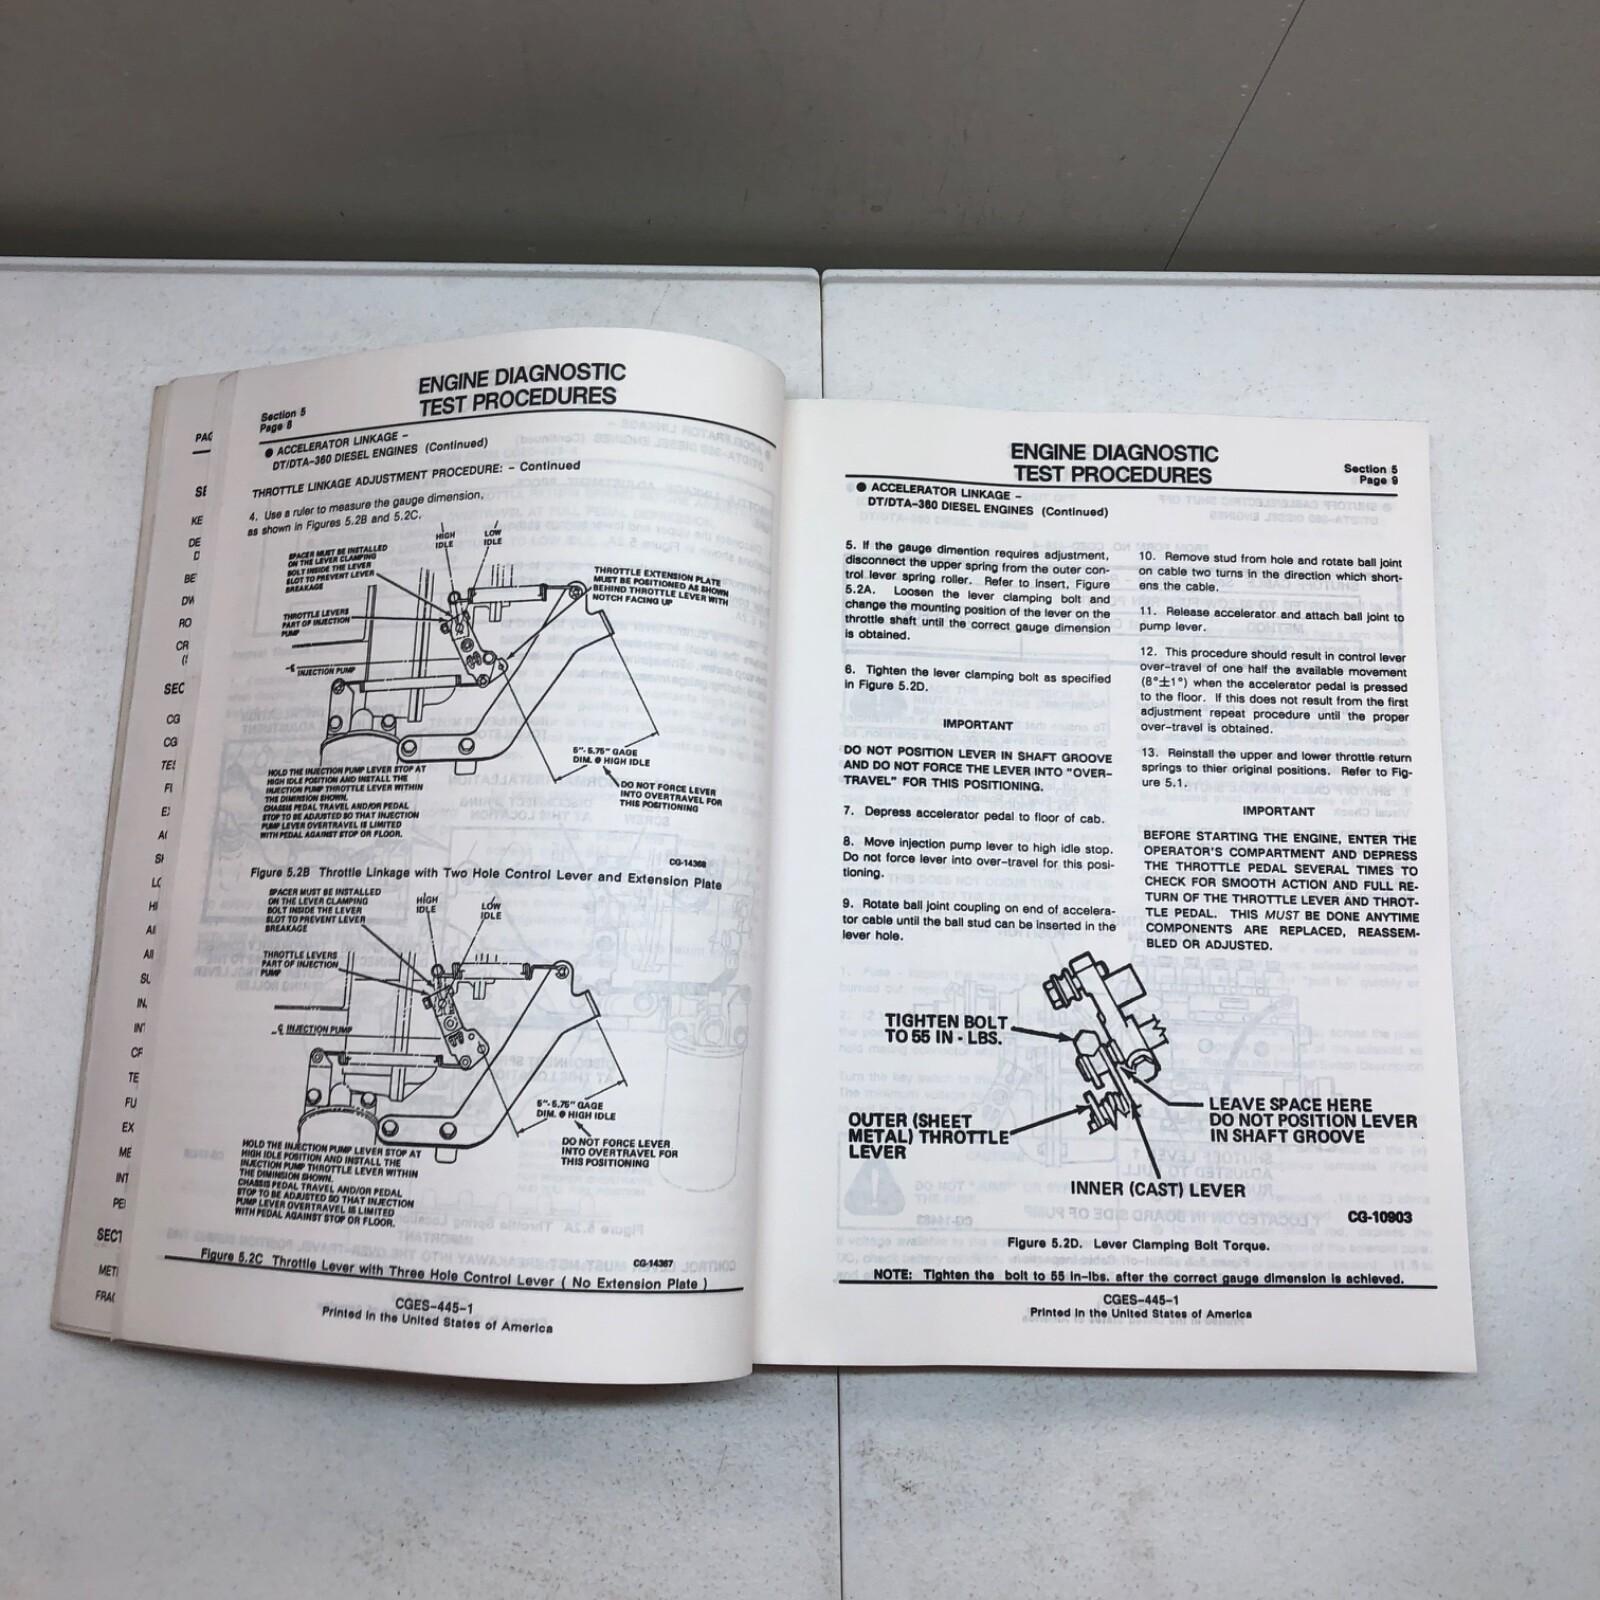 ENGINE DIAGNOSTIC
TEST PROCEDURES
Section 5
Page 8
● ACCELERATOR LINKAGE –
DT/DTA-360 DIESEL ENGINES (Continued)
THROTTLE LINKAGE ADJUSTMENT PROCEDURE: – Continued
4. Use a ruler to measure the gauge dimension,
as shown in Figures 5.2B and 5.2C.
HIGH
IDLE
LOW
IDLE
SPACER MUST BE INSTALLED
ON THE LEVER CLAMPING
BOLT INSIDE THE LEVER
SLOT TO PREVENT LEVER
BREAKAGE
THROTTLE EXTENSION PLATE
MUST BE POSITIONED AS SHOWN
BEHIND THROTTLE LEVER WITH
NOTCH FACING UP
THROTTLE LEVERS
PART OF INJECTION
PUMP
℄ INJECTION PUMP
5"-5.75" GAGE
DIM. @ HIGH IDLE
HOLD THE INJECTION PUMP LEVER STOP AT
HIGH IDLE POSITION AND INSTALL THE
INJECTION PUMP THROTTLE LEVER WITHIN
THE DIMENSION SHOWN.
CHASSIS PEDAL TRAVEL AND/OR PEDAL
STOP TO BE ADJUSTED SO THAT INJECTION
PUMP LEVER OVERTRAVEL IS LIMITED
WITH PEDAL AGAINST STOP OR FLOOR.
DO NOT FORCE LEVER
INTO OVERTRAVEL FOR
THIS POSITIONING
CG-14368
Figure 5.2B Throttle Linkage with Two Hole Control Lever and Extension Plate
SPACER MUST BE INSTALLED
ON THE LEVER CLAMPING
BOLT INSIDE THE LEVER
SLOT TO PREVENT LEVER
BREAKAGE
HIGH
IDLE
LOW
IDLE
THROTTLE LEVERS
PART OF INJECTION
PUMP
℄ INJECTION PUMP
5"-5.75" GAGE
DIM. @ HIGH IDLE
DO NOT FORCE LEVER
INTO OVERTRAVEL FOR
THIS POSITIONING
HOLD THE INJECTION PUMP LEVER STOP AT
HIGH IDLE POSITION AND INSTALL THE
INJECTION PUMP THROTTLE LEVER WITHIN
THE DIMENSION SHOWN.
CHASSIS PEDAL TRAVEL AND/OR PEDAL
STOP TO BE ADJUSTED SO THAT INJECTION
PUMP LEVER OVERTRAVEL IS LIMITED
WITH PEDAL AGAINST STOP OR FLOOR.
CG-14367
Figure 5.2C Throttle Lever with Three Hole Control Lever ( No Extension Plate )
CGES-445-1
Printed in the United States of America
ENGINE DIAGNOSTIC
TEST PROCEDURES
Section 5
Page 9
● ACCELERATOR LINKAGE –
DT/DTA-360 DIESEL ENGINES (Continued)
5. If the gauge dimention requires adjustment,
disconnect the upper spring from the outer con-
trol lever spring roller. Refer to insert, Figure
5.2A. Loosen the lever clamping bolt and
change the mounting position of the lever on the
throttle shaft until the correct gauge dimension
is obtained.
6. Tighten the lever clamping bolt as specified
in Figure 5.2D.
IMPORTANT
DO NOT POSITION LEVER IN SHAFT GROOVE
AND DO NOT FORCE THE LEVER INTO "OVER-
TRAVEL" FOR THIS POSITIONING.
7. Depress accelerator pedal to floor of cab.
8. Move injection pump lever to high idle stop.
Do not force lever into over-travel for this posi-
tioning.
9. Rotate ball joint coupling on end of accelera-
tor cable until the ball stud can be inserted in the
lever hole.
10. Remove stud from hole and rotate ball joint
on cable two turns in the direction which short-
ens the cable.
11. Release accelerator and attach ball joint to
pump lever.
12. This procedure should result in control lever
over-travel of one half the available movement
(8°±1°) when the accelerator pedal is pressed
to the floor. If this does not result from the first
adjustment repeat procedure until the proper
over-travel is obtained.
13. Reinstall the upper and lower throttle return
springs to thier original positions. Refer to Fig-
ure 5.1.
IMPORTANT
BEFORE STARTING THE ENGINE, ENTER THE
OPERATOR'S COMPARTMENT AND DEPRESS
THE THROTTLE PEDAL SEVERAL TIMES TO
CHECK FOR SMOOTH ACTION AND FULL RE-
TURN OF THE THROTTLE LEVER AND THROT-
TLE PEDAL. THIS MUST BE DONE ANYTIME
COMPONENTS ARE REPLACED, REASSEM-
BLED OR ADJUSTED.
TIGHTEN BOLT
TO 55 IN - LBS.
OUTER (SHEET
METAL) THROTTLE
LEVER
LEAVE SPACE HERE
DO NOT POSITION LEVER
IN SHAFT GROOVE
INNER (CAST) LEVER
CG-10903
Figure 5.2D. Lever Clamping Bolt Torque.
NOTE: Tighten the bolt to 55 in-lbs. after the correct gauge dimension is achieved.
CGES-445-1
Printed in the United States of America